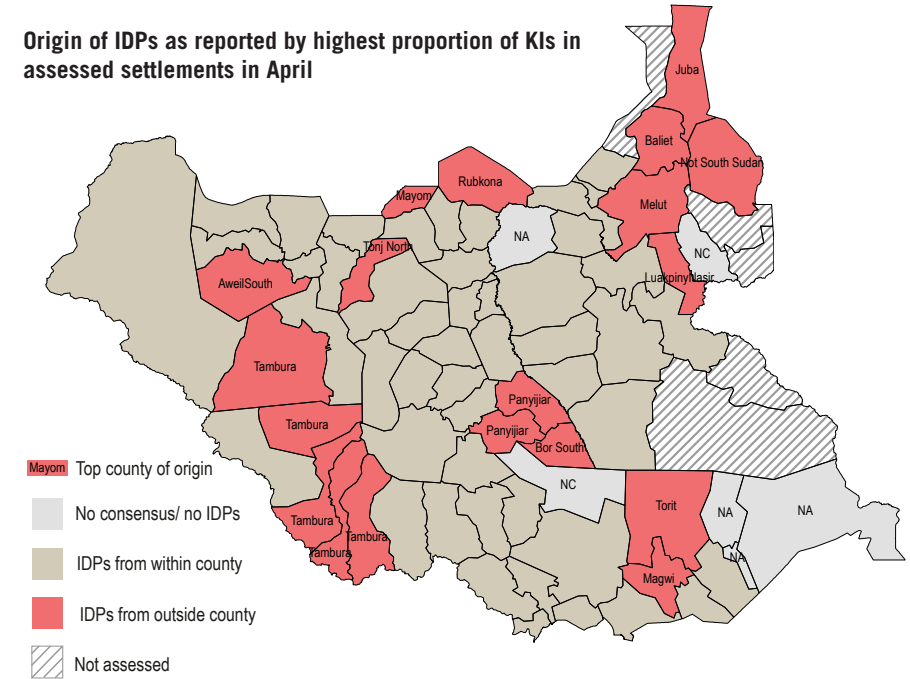 Origin of IDPs as reported by highest proportion of KIs in
assessed settlements in April
Juba
Baliet
Not South Sudan
Rubkona
Mayom
Melut
NA
Tonj North
NC
LuakpinyNasir
AweilSouth
Tambura
Panyijiar
Tambura
Panyijiar
Bor South
Mayom Top county of origin
NC
Torit
NA
NA
No consensus/ no IDPs
Tambura
Tambura
Tambura
NA
IDPs from within county
Magwi
IDPs from outside county
Not assessed